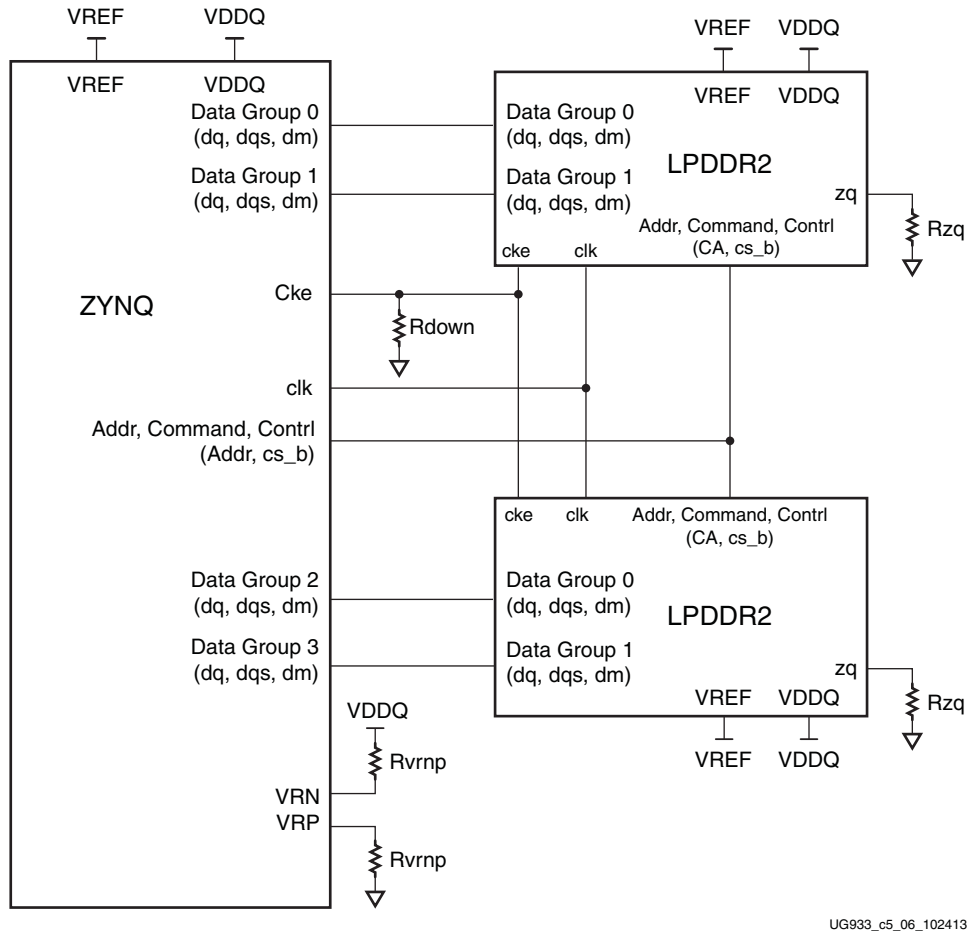 VREF
VDDQ
VREF
VDDQ
VREF
VDDQ
VREF
VDDQ
Data Group 0
(dq, dqs, dm)
Data Group 0
(dq, dqs, dm)
LPDDR2
Data Group 1
(dq, dqs, dm)
Data Group 1
(dq, dqs, dm)
zq
Rzq
Addr, Command, Contrl
(CA, cs_b)
cke
clk
ZYNQ
Cke
Rdown
clk
Addr, Command, Contrl
(Addr, cs_b)
cke
clk
Addr, Command, Contrl
(CA, cs_b)
Data Group 2
(dq, dqs, dm)
Data Group 0
(dq, dqs, dm)
LPDDR2
Data Group 3
(dq, dqs, dm)
Data Group 1
(dq, dqs, dm)
zq
Rzq
VREF
VDDQ
VREF
VDDQ
VDDQ
Rvrnp
VRN
VRP
Rvrnp
UG933_c5_06_102413